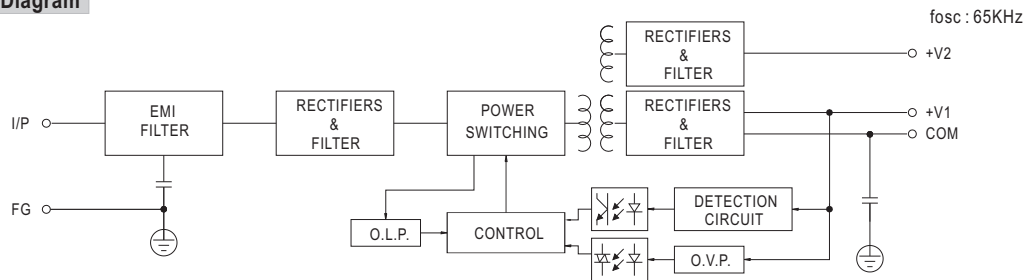 Diagram
fosc : 65KHz
RECTIFIERS
&
FILTER
+V2
I/P
EMI
FILTER
RECTIFIERS
&
FILTER
POWER
SWITCHING
RECTIFIERS
&
FILTER
+V1
COM
FG
O.L.P.
CONTROL
DETECTION
CIRCUIT
O.V.P.